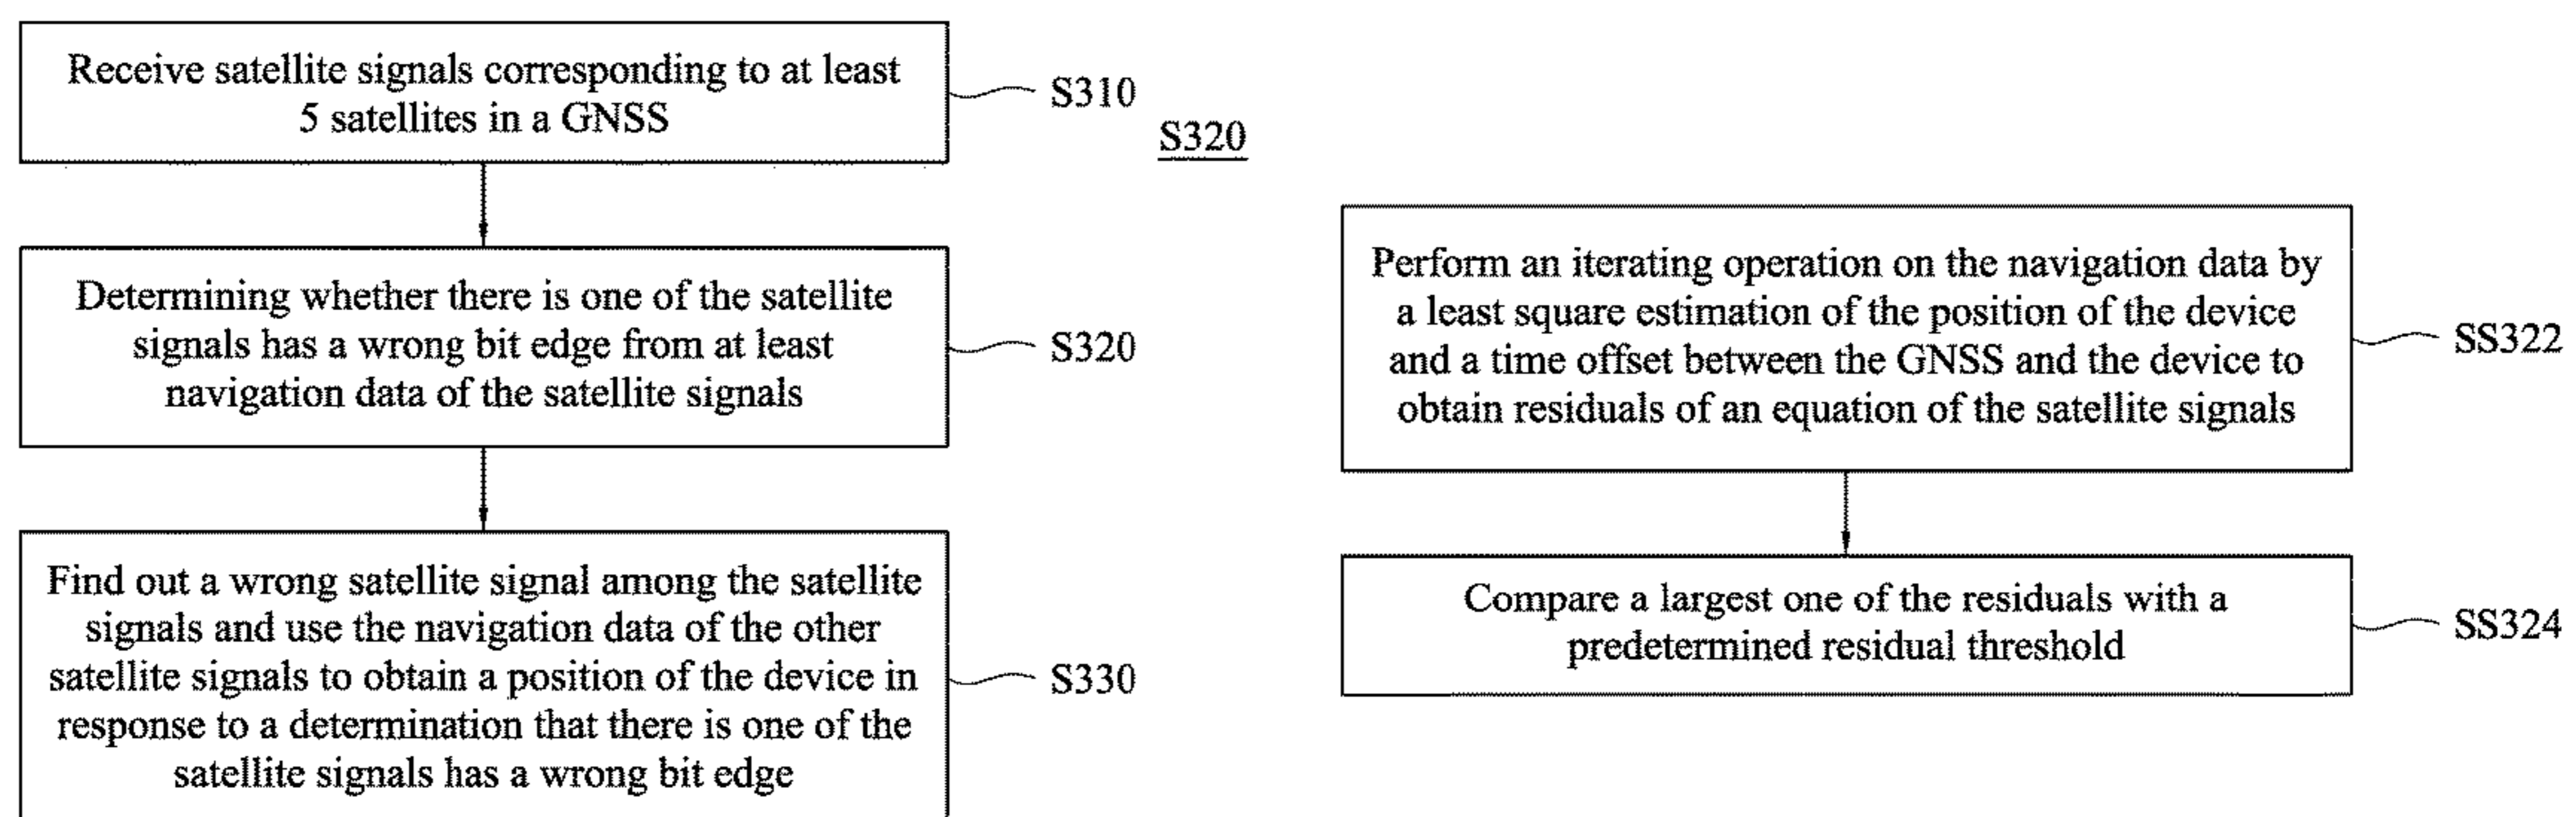 Receive satellite signals corresponding to at least
5 satellites in a GNSS
S310
Determining whether there is one of the satellite
signals has a wrong bit edge from at least
navigation data of the satellite signals
S320
Find out a wrong satellite signal among the satellite
signals and use the navigation data of the other
satellite signals to obtain a position of the device in
response to a determination that there is one of the
satellite signals has a wrong bit edge
S330
S320
Perform an iterating operation on the navigation data by
a least square estimation of the position of the device
and a time offset between the GNSS and the device to
obtain residuals of an equation of the satellite signals
SS322
Compare a largest one of the residuals with a
predetermined residual threshold
SS324